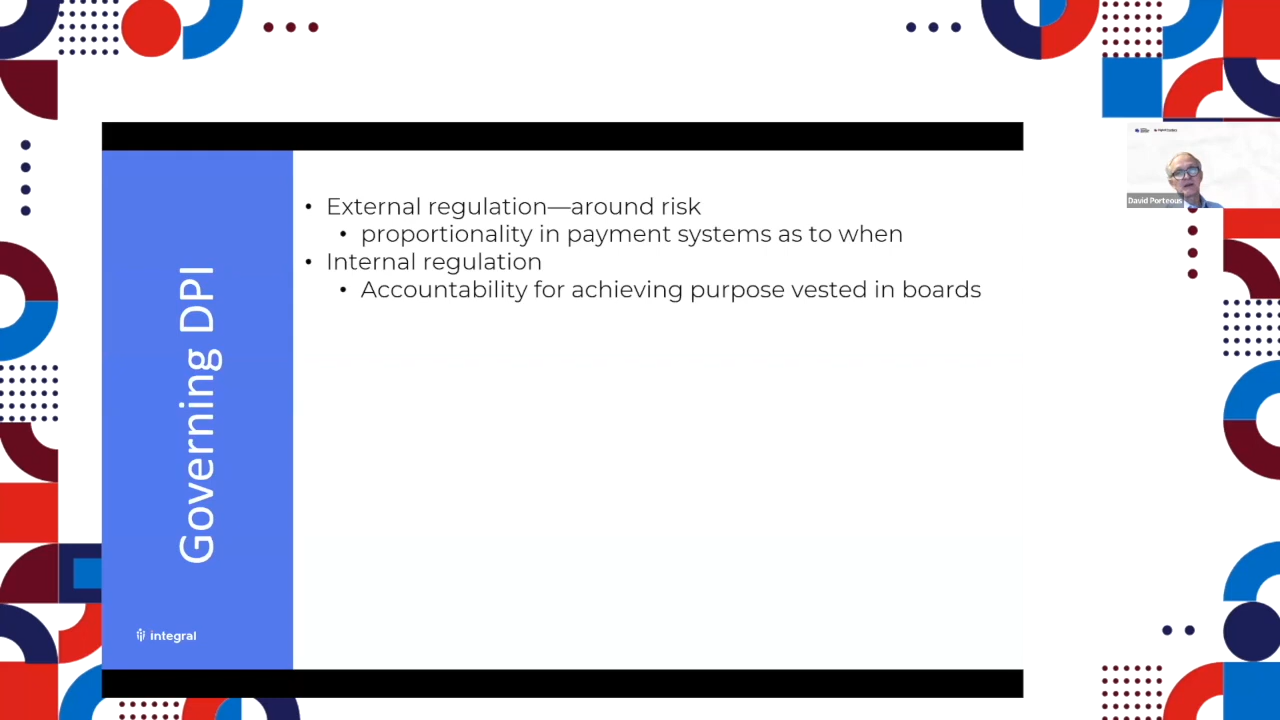 Governing DPI
integral
• External regulation—around risk
• proportionality in payment systems as to when
• Internal regulation
• Accountability for achieving purpose vested in boards
David Porteous